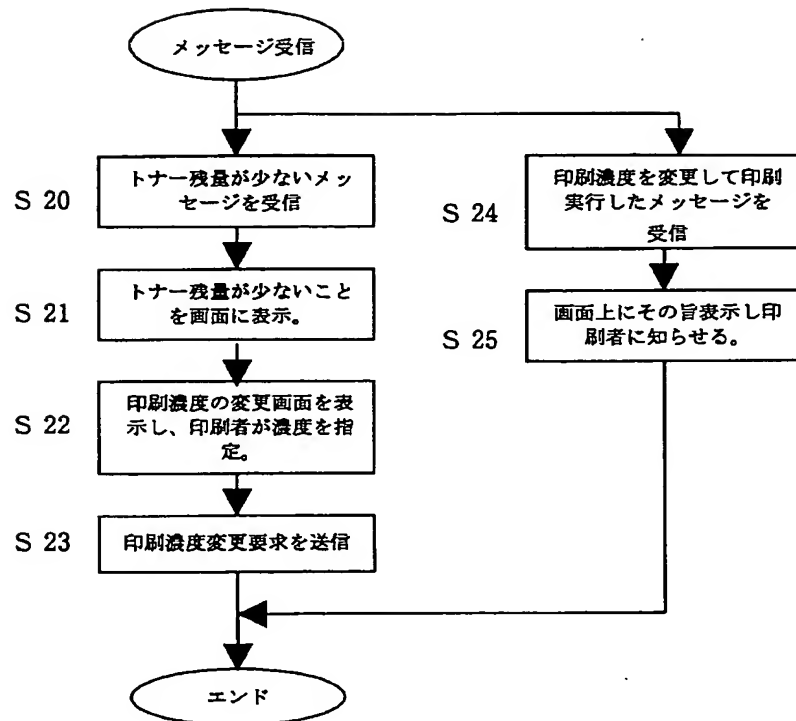 メッセージ受信
S 20
トナー残量が少ないメッ
セージを受信
S 21
トナー残量が少ないこと
を画面に表示。
S 22
印刷濃度の変更画面を表
示し、印刷者が濃度を指
定。
S 23
印刷濃度変更要求を送信
S 24
印刷濃度を変更して印刷
実行したメッセージを
受信
S 25
画面上にその旨表示し印
刷者に知らせる。
エンド